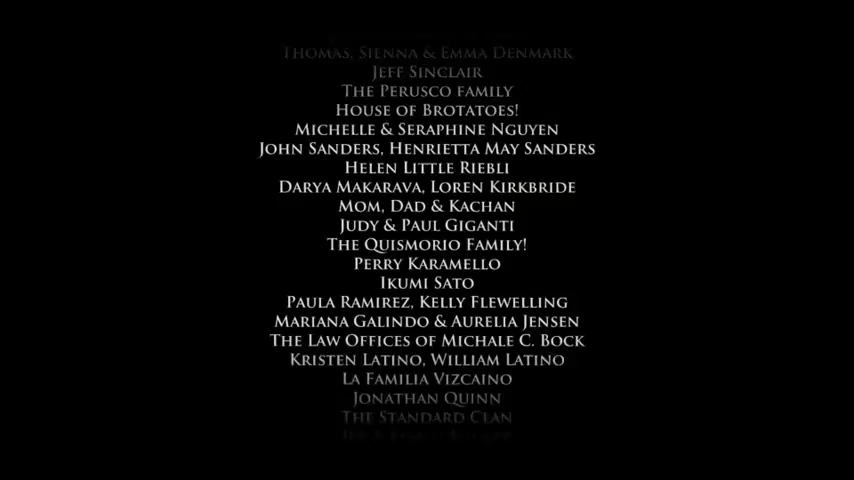 Thomas, Sienna & Emma Denmark
Jeff Sinclair
The Perusco family
House of Brotatoes!
Michelle & Seraphine Nguyen
John Sanders, Henrietta May Sanders
Helen Little Riebli
Darya Makarava, Loren Kirkbride
Mom, Dad & Kachan
Judy & Paul Giganti
The Quismorio Family!
Perry Karamello
Ikumi Sato
Paula Ramirez, Kelly Flewelling
Mariana Galindo & Aurelia Jensen
The Law Offices of Michale C. Bock
Kristen Latino, William Latino
La Familia Vizcaino
Jonathan Quinn
The Standard Clan